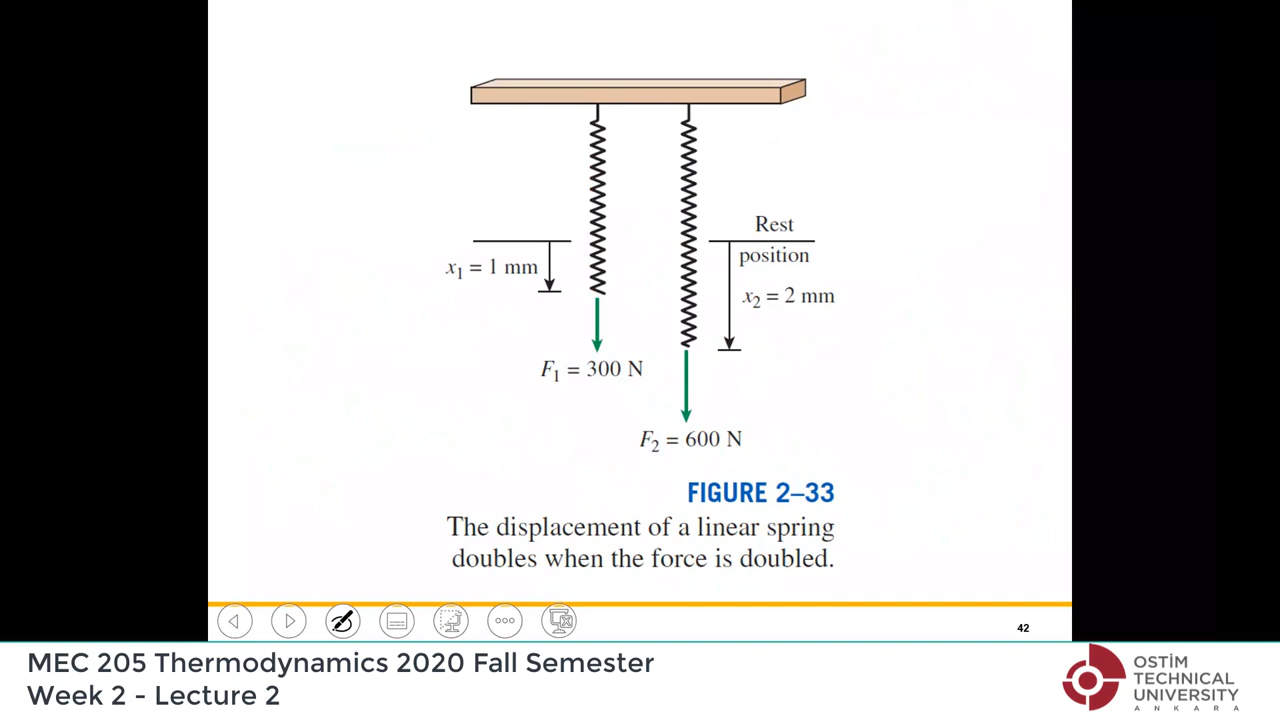 Rest
position
x₁ = 1 mm
x₂ = 2 mm
F₁ = 300 N
F₂ = 600 N
FIGURE 2–33
The displacement of a linear spring
doubles when the force is doubled.
42
MEC 205 Thermodynamics 2020 Fall Semester
Week 2 - Lecture 2
OSTİM
TECHNICAL
UNIVERSITY
ANKARA